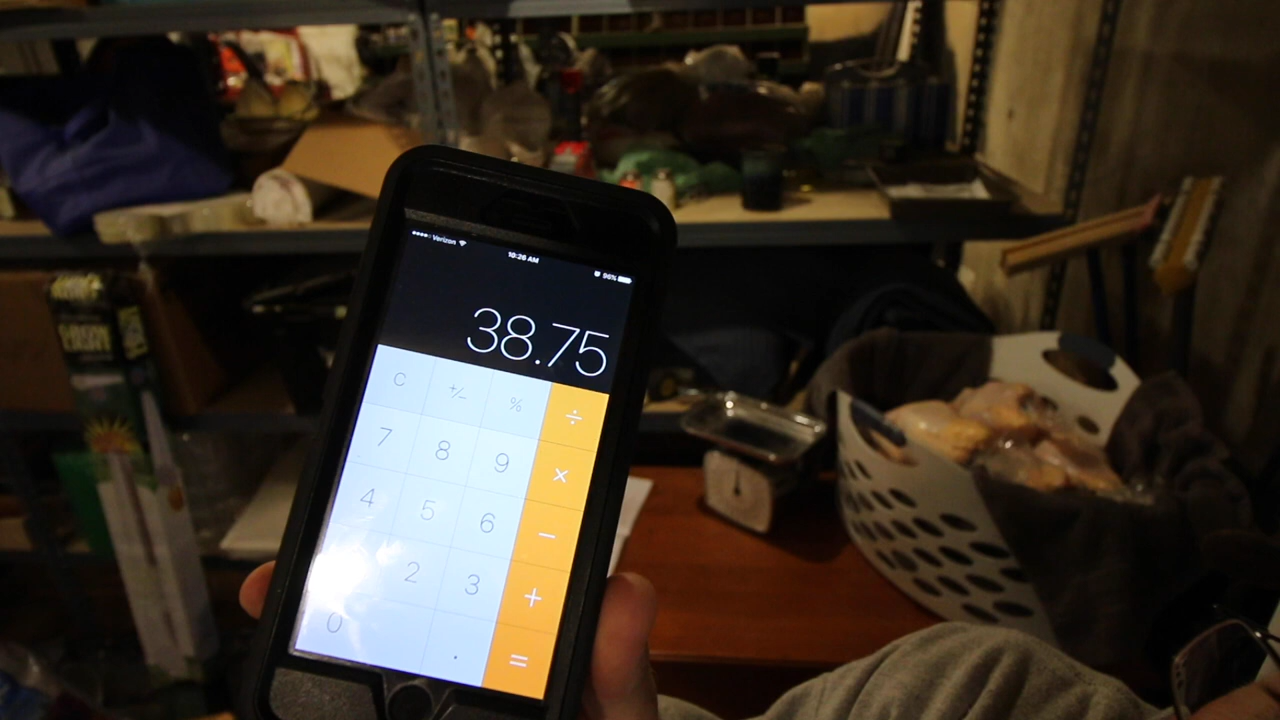 Verizon
10:26 AM
96%
38.75
C +/− % ÷
7 8 9 ×
4 5 6 −
2 3 +
0 . =